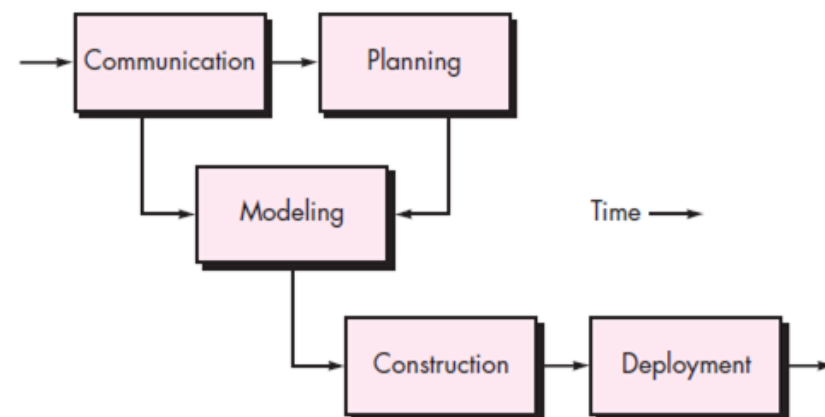 Communication
Planning
Modeling
Time
Construction
Deployment